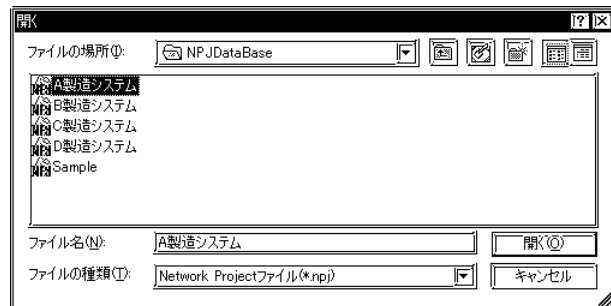 開く
ファイルの場所(I):
NPJDataBase
A製造システム
B製造システム
C製造システム
D製造システム
Sample
ファイル名(N):
A製造システム
開く(O)
ファイルの種類(T):
Network Projectファイル(*.npj)
キャンセル